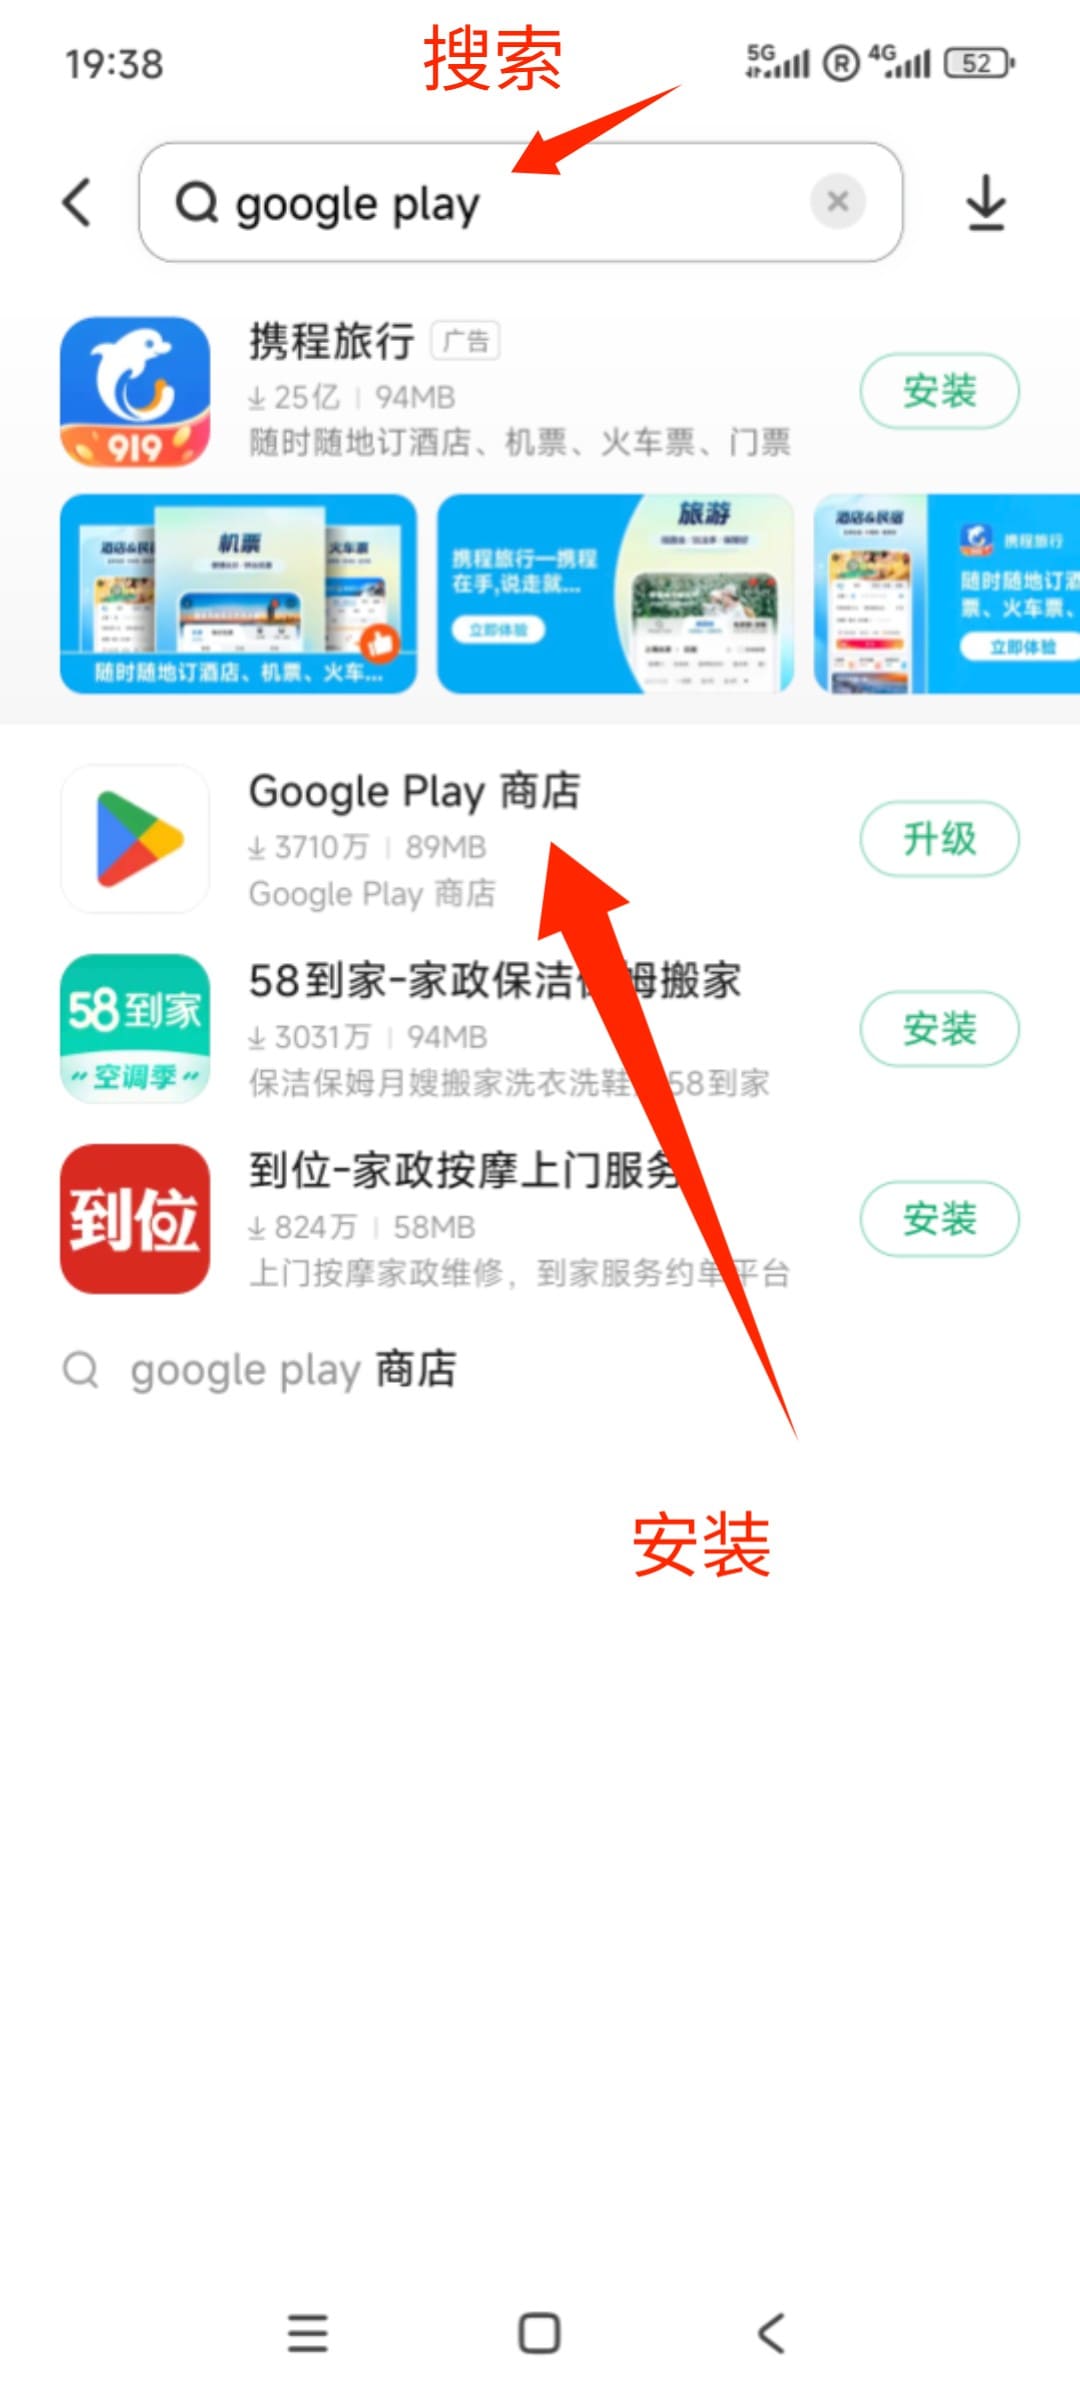 搜索
19:38
5G
R
4G
52
google play
携程旅行
广告
25亿 | 94MB
随时随地订酒店、机票、火车票、门票
安装
919
酒店&民宿
机票
火车票
随时随地订酒店、机票、火车...
携程旅行—携程
在手,说走就...
立即体验
旅游
酒店&民宿
携程旅行
随时随地订酒
票、火车票、
立即体验
Google Play 商店
3710万 | 89MB
Google Play 商店
升级
58到家
空调季
58到家-家政保洁保姆搬家
3031万 | 94MB
保洁保姆月嫂搬家洗衣洗鞋 58到家
安装
到位
到位-家政按摩上门服务
824万 | 58MB
上门按摩家政维修，到家服务约单平台
安装
google play 商店
安装